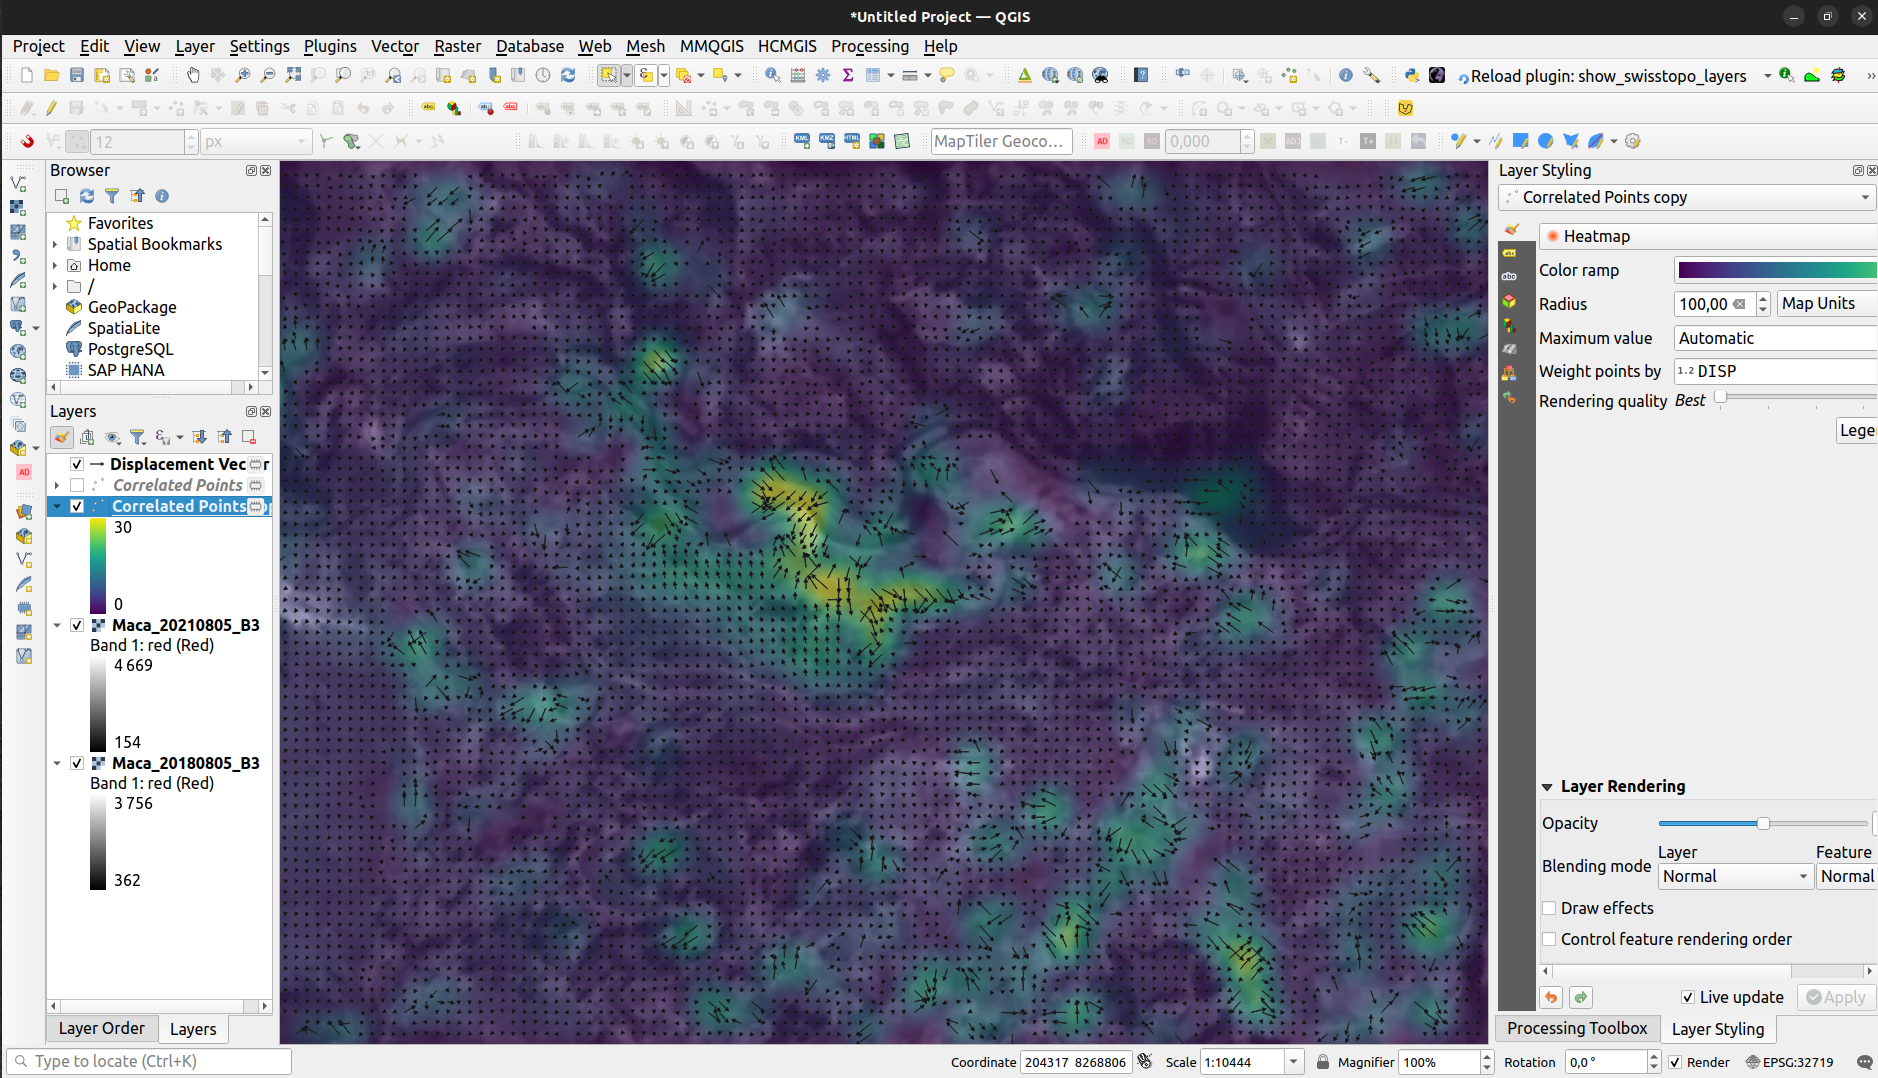 *Untitled Project — QGIS
Project Edit View Layer Settings Plugins Vector Raster Database Web Mesh MMQGIS HCMGIS Processing Help
Reload plugin: show_swisstopo_layers
12 px
KML KMZ HTML
MapTiler Geoco...
AD
0,000
Browser
Favorites
Spatial Bookmarks
Home
/
GeoPackage
SpatiaLite
PostgreSQL
SAP HANA
Layers
Displacement Vec r
Correlated Points
Correlated Points
30
0
Maca_20210805_B3
Band 1: red (Red)
4 669
154
Maca_20180805_B3
Band 1: red (Red)
3 756
362
Layer Order Layers
Layer Styling
Correlated Points copy
Heatmap
Color ramp
Radius 100,00 Map Units
Maximum value Automatic
Weight points by 1.2 DISP
Rendering quality Best
Lege
Layer Rendering
Opacity
Layer Feature
Blending mode Normal Normal
Draw effects
Control feature rendering order
Live update Apply
Processing Toolbox Layer Styling
Type to locate (Ctrl+K)
Coordinate 204317 8268806 Scale 1:10444 Magnifier 100% Rotation 0,0 ° Render EPSG:32719